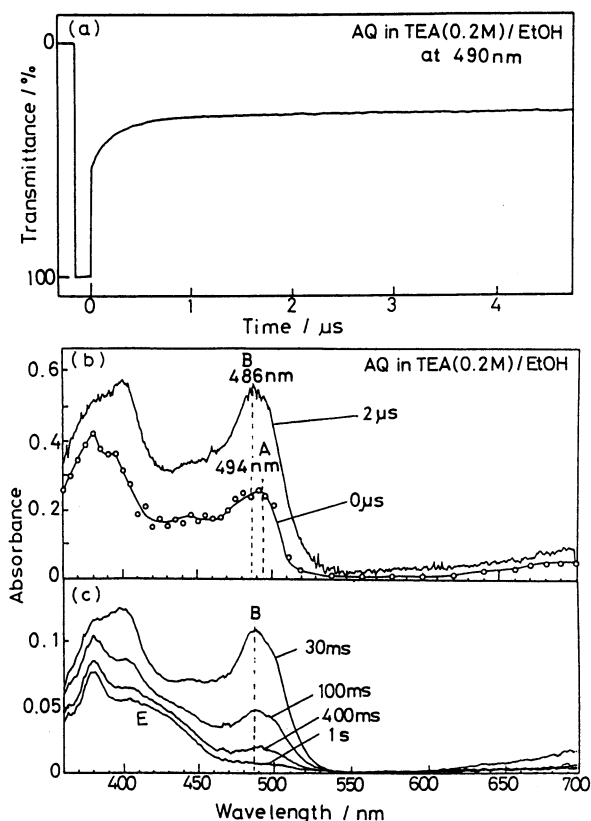 (a) AQ in TEA(0.2M)/EtOH
at 490nm
Transmittance / %
0
100
0 1 2 3 4
Time / μs
(b) B AQ in TEA(0.2M)/EtOH
486nm
2μs
A
494nm
0μs
0.6
0.4
0.2
0
Absorbance
(c) B
30ms
100ms
400ms
1s
E
0.1
0.05
0
400 450 500 550 600 650 700
Wavelength / nm